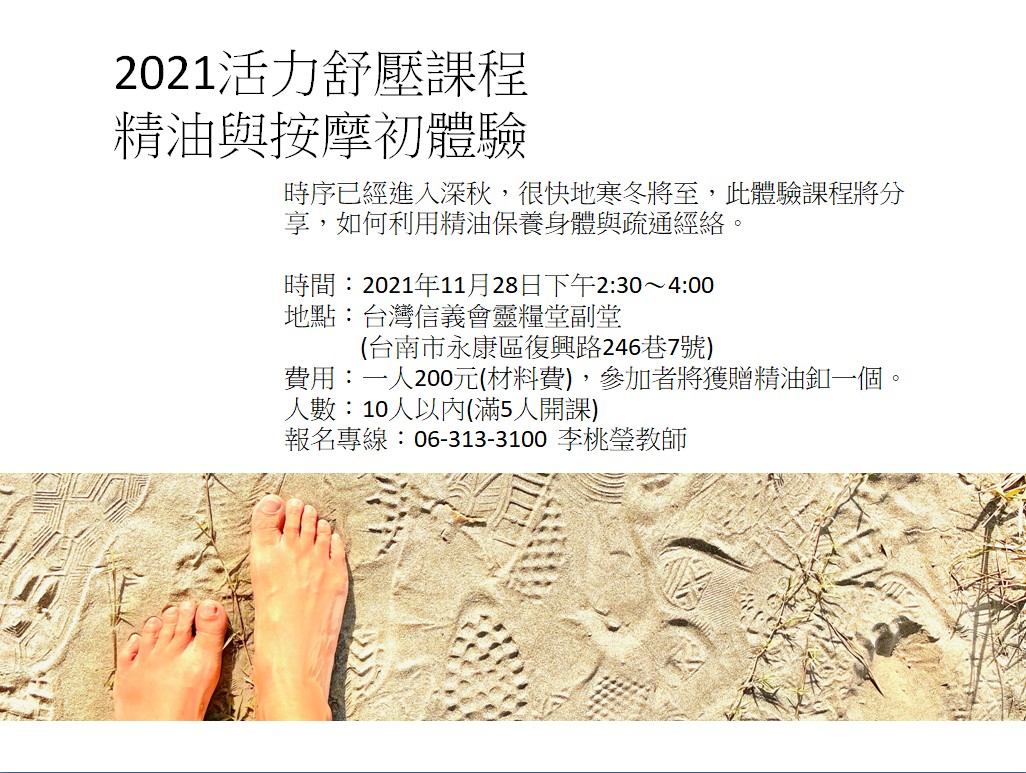 2021活力舒壓課程
精油與按摩初體驗
時序已經進入深秋，很快地寒冬將至，此體驗課程將分
享，如何利用精油保養身體與疏通經絡。
時間：2021年11月28日下午2:30～4:00
地點：台灣信義會靈糧堂副堂
(台南市永康區復興路246巷7號)
費用：一人200元(材料費)，參加者將獲贈精油釦一個。
人數：10人以內(滿5人開課)
報名專線：06-313-3100 李桃瑩教師